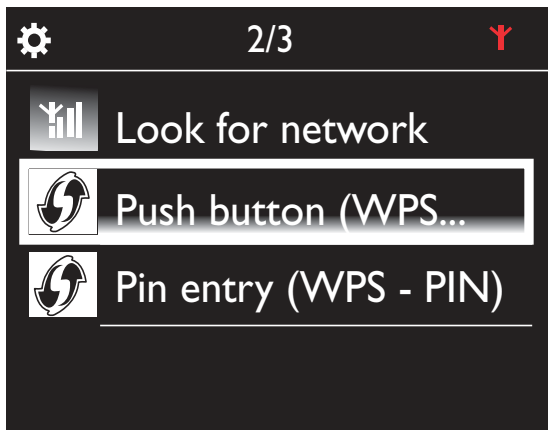 2/3
Look for network
Push button (WPS...
Pin entry (WPS - PIN)